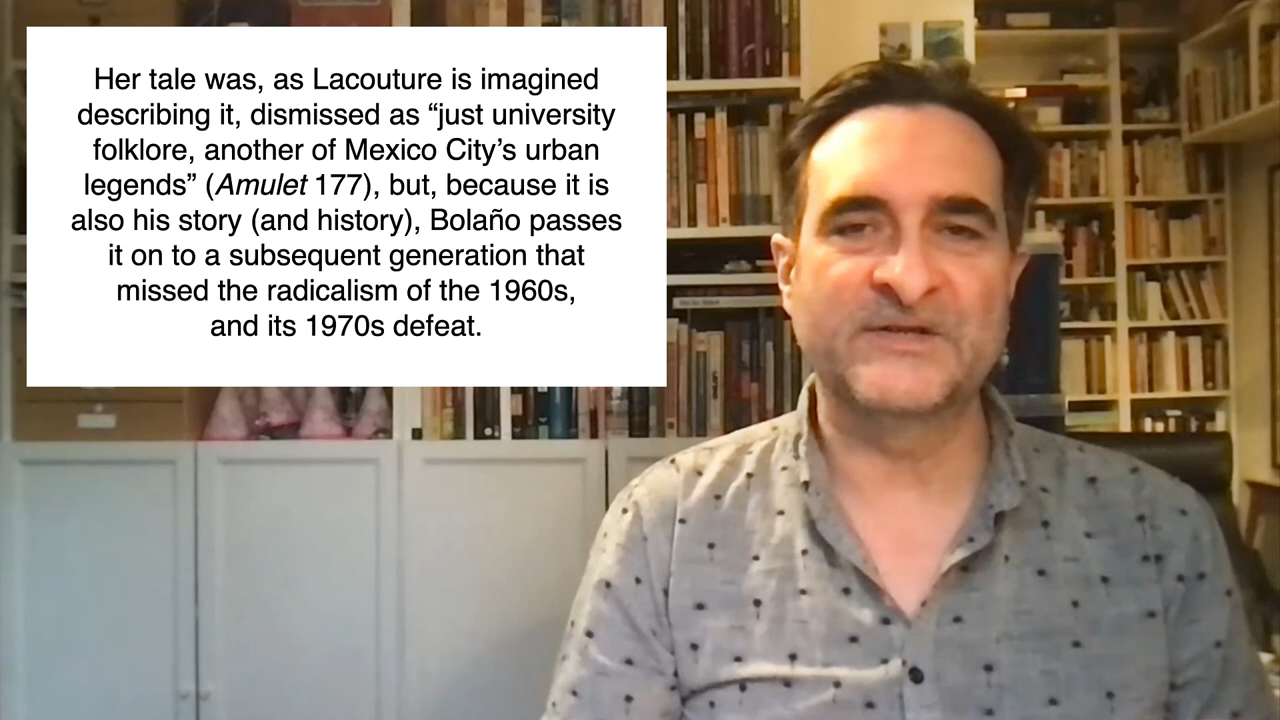 Her tale was, as Lacouture is imagined
describing it, dismissed as “just university
folklore, another of Mexico City’s urban
legends” (Amulet 177), but, because it is
also his story (and history), Bolaño passes
it on to a subsequent generation that
missed the radicalism of the 1960s,
and its 1970s defeat.